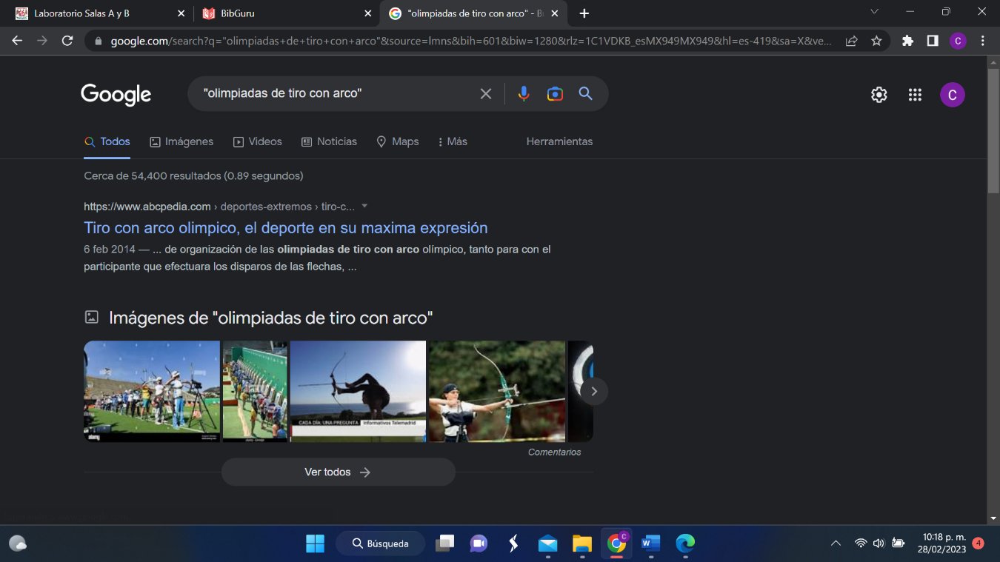 Laboratorio Salas A y B
BibGuru
"olimpiadas de tiro con arco" - B
google.com/search?q="olimpiadas+de+tiro+con+arco"&source=lmns&bih=601&biw=1280&rlz=1C1VDKB_esMX949MX949&hl=es-419&sa=X&ve...
C
Google
"olimpiadas de tiro con arco"
C
Todos
Imágenes
Videos
Noticias
Maps
Más
Herramientas
Cerca de 54,400 resultados (0.89 segundos)
https://www.abcpedia.com › deportes-extremos › tiro-c...
Tiro con arco olimpico, el deporte en su maxima expresión
6 feb 2014 — ... de organización de las olimpiadas de tiro con arco olímpico, tanto para con el
participante que efectuara los disparos de las flechas, ...
Imágenes de "olimpiadas de tiro con arco"
CADA DÍA: UNA PREGUNTA Informativos Telemadrid
Comentarios
Ver todos
Búsqueda
C
W
10:18 p. m.
28/02/2023
4